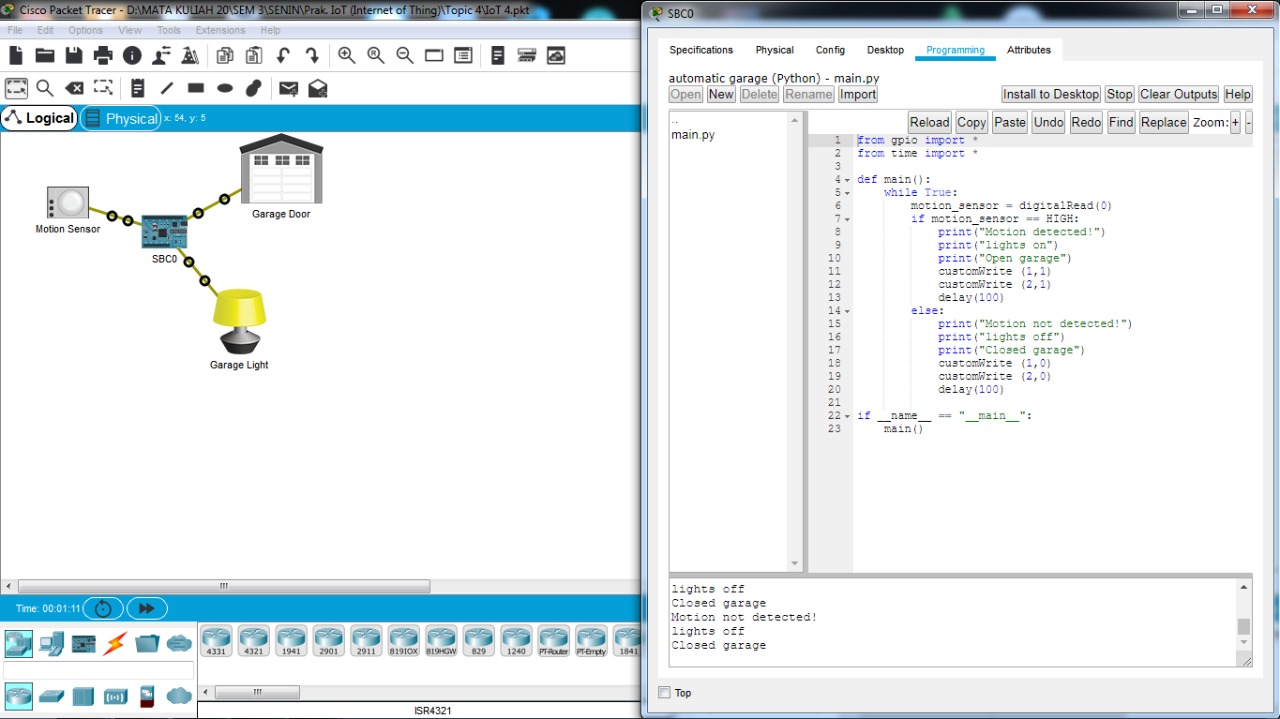 Cisco Packet Tracer - D:\MATA KULIAH 20\SEM 3\SENIN\Prak. IoT (Internet of Thing)\Topic 4\IoT 4.pkt
File Edit Options View Tools Extensions Help
Logical Physical x: 54, y: 5
Garage Door
Motion Sensor
SBC0
Garage Light
Time: 00:01:11
4331 4321 1941 2901 2911 819IOX 819HGW 829 1240 PT-Router PT-Empty 1841
ISR4321
SBC0
Specifications Physical Config Desktop Programming Attributes
automatic garage (Python) - main.py
Open New Delete Rename Import Install to Desktop Stop Clear Outputs Help
Reload Copy Paste Undo Redo Find Replace Zoom: + -
..
main.py
1 from gpio import *
2 from time import *
3
4 def main():
5 while True:
6 motion_sensor = digitalRead(0)
7 if motion_sensor == HIGH:
8 print("Motion detected!")
9 print("lights on")
10 print("Open garage")
11 customWrite (1,1)
12 customWrite (2,1)
13 delay(100)
14 else:
15 print("Motion not detected!")
16 print("lights off")
17 print("Closed garage")
18 customWrite (1,0)
19 customWrite (2,0)
20 delay(100)
21
22 if __name__ == "__main__":
23 main()
lights off
Closed garage
Motion not detected!
lights off
Closed garage
Top